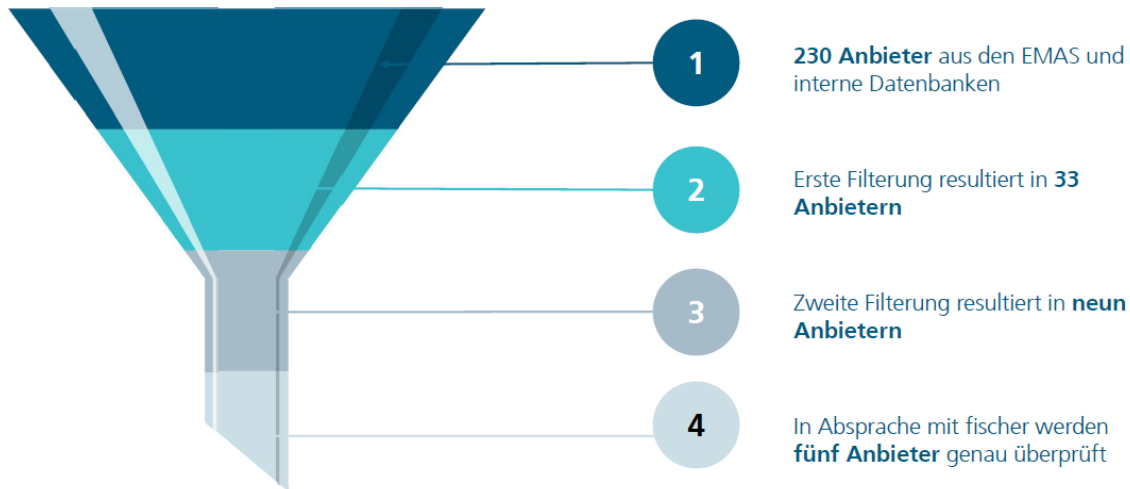 1
230 Anbieter aus den EMAS und
interne Datenbanken
2
Erste Filterung resultiert in 33
Anbietern
3
Zweite Filterung resultiert in neun
Anbietern
4
In Absprache mit fischer werden
fünf Anbieter genau überprüft